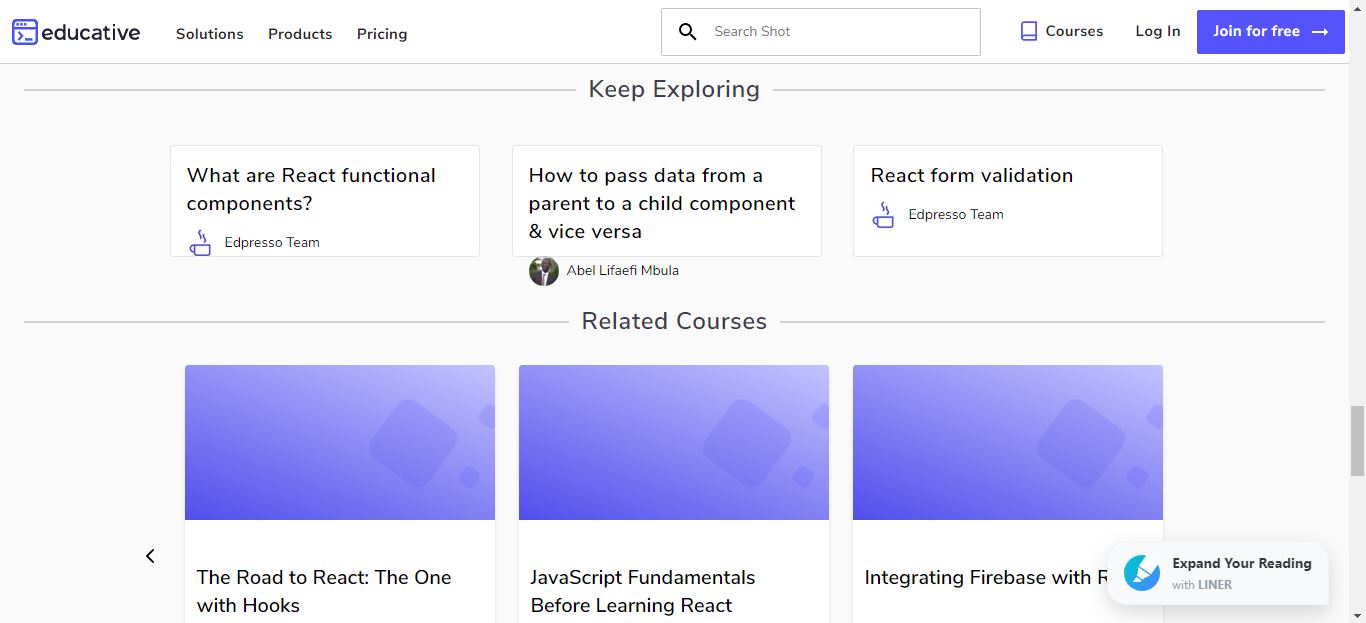 educative
Solutions
Products
Pricing
Search Shot
Courses
Log In
Join for free
Keep Exploring
What are React functional
components?
Edpresso Team
How to pass data from a
parent to a child component
& vice versa
Abel Lifaefi Mbula
React form validation
Edpresso Team
Related Courses
The Road to React: The One
with Hooks
JavaScript Fundamentals
Before Learning React
Integrating Firebase with
Expand Your Reading
with LINER